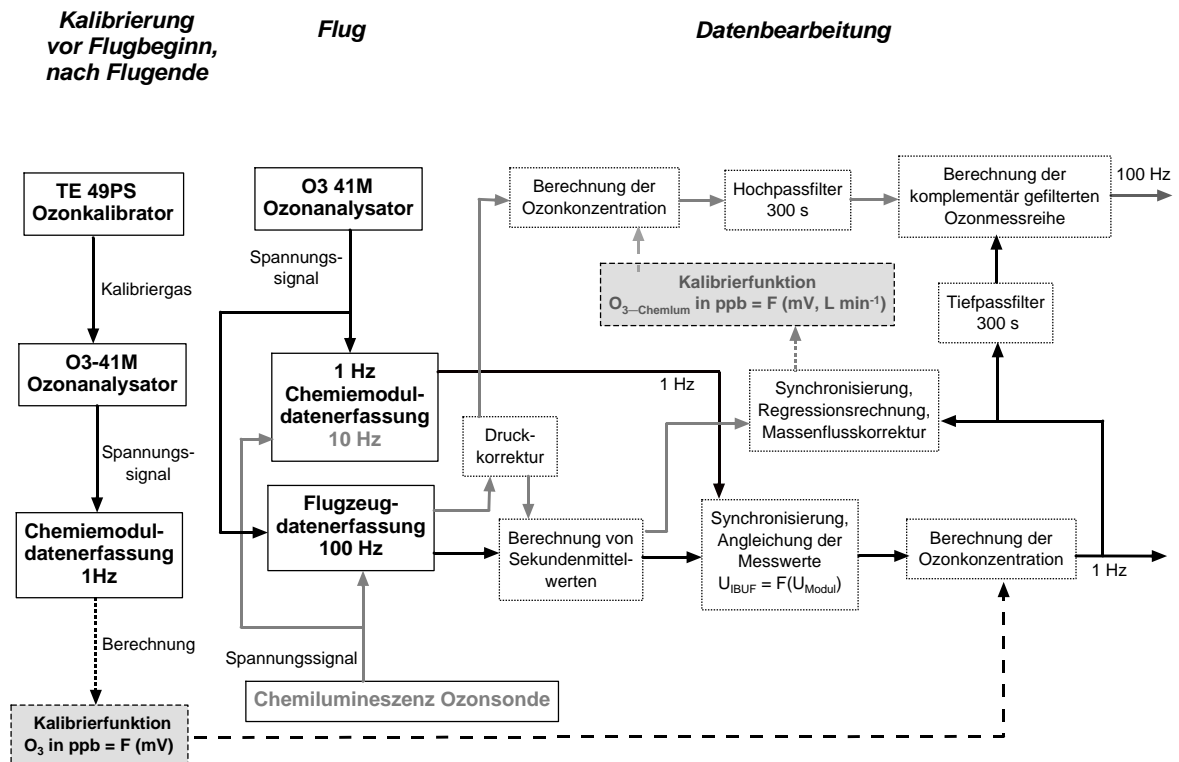 Kalibrierung
vor Flugbeginn,
nach Flugende
Flug
Datenbearbeitung
TE 49PS
Ozonkalibrator
Kalibriergas
O3-41M
Ozonanalysator
Spannungs-
signal
Chemiemodul-
datenerfassung
1Hz
Berechnung
Kalibrierfunktion
O₃ in ppb = F (mV)
O3 41M
Ozonanalysator
Spannungs-
signal
1 Hz
Chemiemodul-
datenerfassung
10 Hz
Flugzeug-
datenerfassung
100 Hz
Spannungssignal
Chemilumineszenz Ozonsonde
Berechnung der
Ozonkonzentration
Hochpassfilter
300 s
Berechnung der
komplementär gefilterten
Ozonmessreihe
100 Hz
Kalibrierfunktion
O₃—Chemlum in ppb = F (mV, L min⁻¹)
Tiefpassfilter
300 s
1 Hz
Synchronisierung,
Regressionsrechnung,
Massenflusskorrektur
Druck-
korrektur
Berechnung von
Sekundenmittel-
werten
Synchronisierung,
Angleichung der
Messwerte
U_IBUF = F(U_Modul)
Berechnung der
Ozonkonzentration
1 Hz